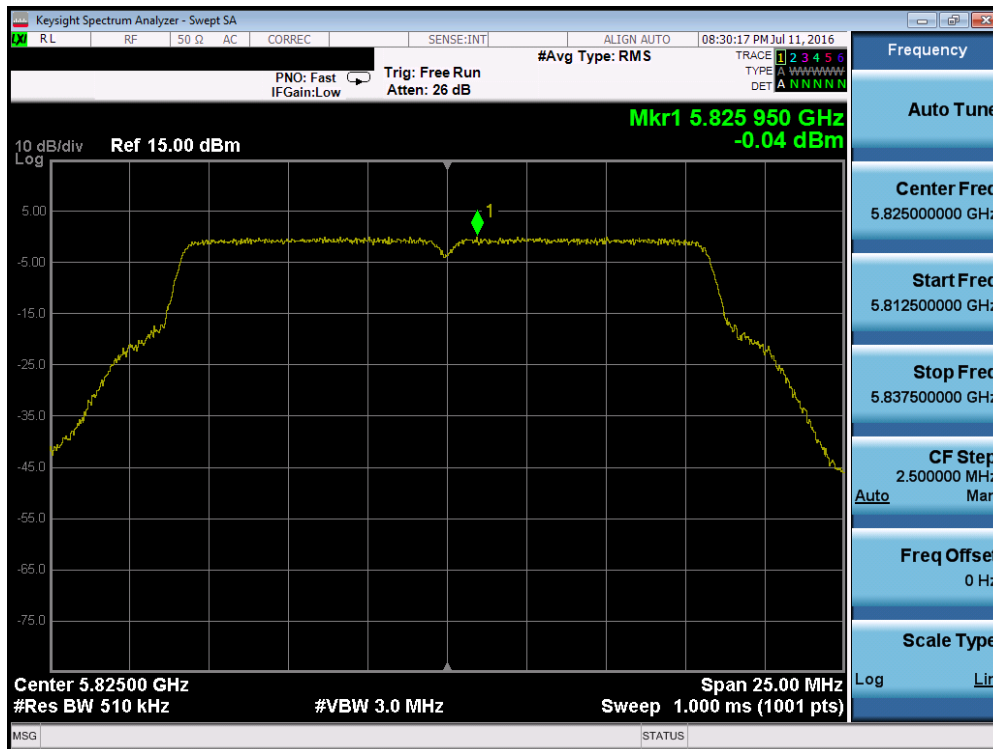 Keysight Spectrum Analyzer - Swept SA
LXI RL RF 50 Ω AC CORREC SENSE:INT ALIGN AUTO 08:30:17 PM Jul 11, 2016
Frequency
PNO: Fast
IFGain:Low
Trig: Free Run
Atten: 26 dB
#Avg Type: RMS
TRACE 1 2 3 4 5 6
TYPE A WWWWW
DET A N N N N N
Auto Tune
Mkr1 5.825 950 GHz
-0.04 dBm
10 dB/div Ref 15.00 dBm
Log
5.00
-5.00
-15.0
-25.0
-35.0
-45.0
-55.0
-65.0
-75.0
1
Center Freq
5.825000000 GHz
Start Freq
5.812500000 GHz
Stop Freq
5.837500000 GHz
CF Step
2.500000 MHz
Auto Man
Freq Offset
0 Hz
Scale Type
Log Lin
Center 5.82500 GHz Span 25.00 MHz
#Res BW 510 kHz #VBW 3.0 MHz Sweep 1.000 ms (1001 pts)
MSG STATUS